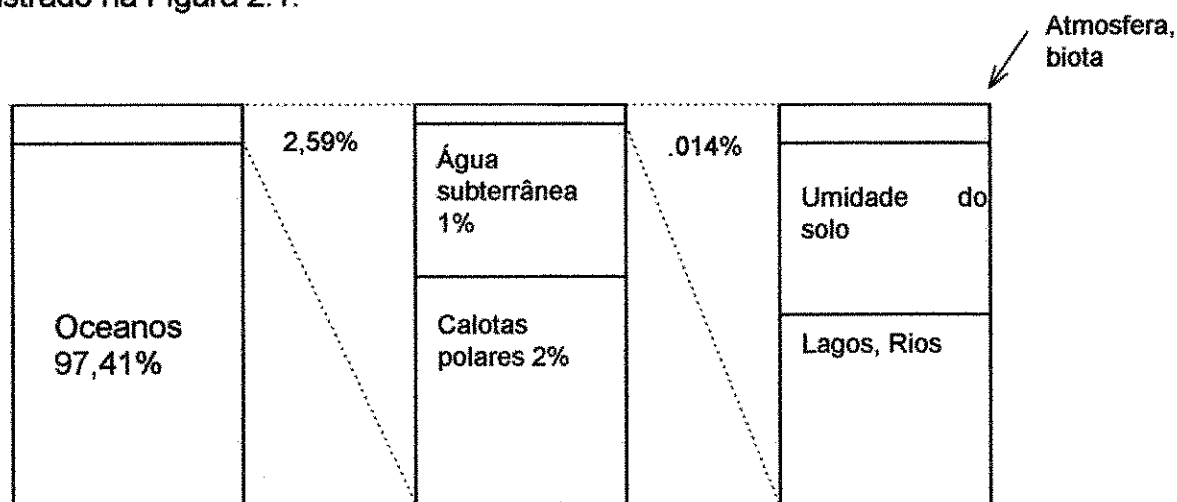 strado na Figura 2.1.
Atmosfera,
biota
2,59%
Água
subterrânea
1%
.014%
Umidade do
solo
Oceanos
97,41%
Calotas
polares 2%
Lagos, Rios